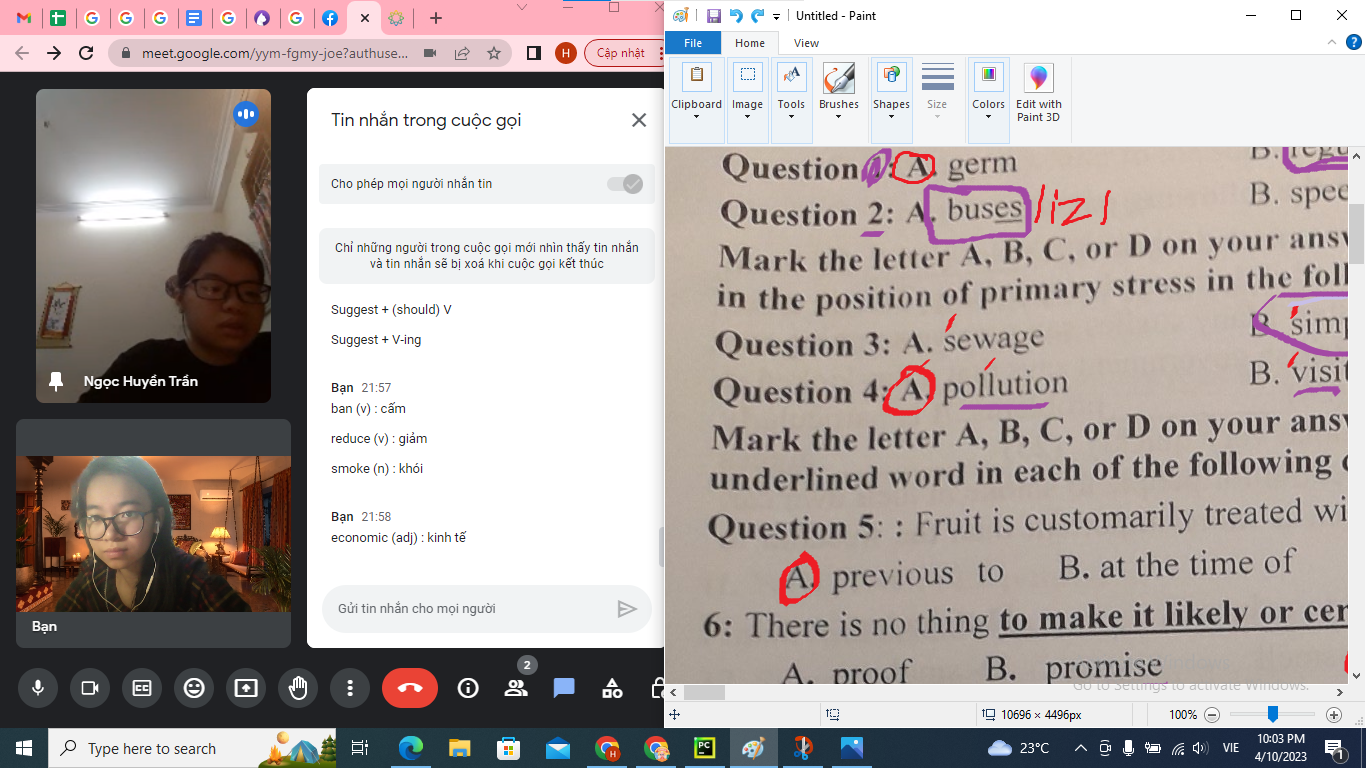 meet.google.com/yym-fgmy-joe?authuse...
H
Cập nhật
Ngọc Huyền Trần
Bạn
Tin nhắn trong cuộc gọi
Cho phép mọi người nhắn tin
Chỉ những người trong cuộc gọi mới nhìn thấy tin nhắn
và tin nhắn sẽ bị xoá khi cuộc gọi kết thúc
Suggest + (should) V
Suggest + V-ing
Bạn 21:57
ban (v) : cấm
reduce (v) : giảm
smoke (n) : khói
Bạn 21:58
economic (adj) : kinh tế
Gửi tin nhắn cho mọi người
2
Untitled - Paint
File Home View
Clipboard Image Tools Brushes Shapes Size Colors Edit with
Paint 3D
Question 1: A. germ
Question 2: A. buses /iz/
B. spec
Mark the letter A, B, C, or D on your
in the position of primary stress in the
Question 3: A. sewage
Question 4: A. pollution
B. visit
Mark the letter A, B, C, or D on your
underlined word in each of the following
Question 5: : Fruit is customarily treated
A. previous to B. at the time of
6: There is no thing to make it likely or
A. proof B. promise
Go to Settings to activate Windows.
10696 × 4496px 100%
Type here to search
23°C
VIE
10:03 PM
4/10/2023
1